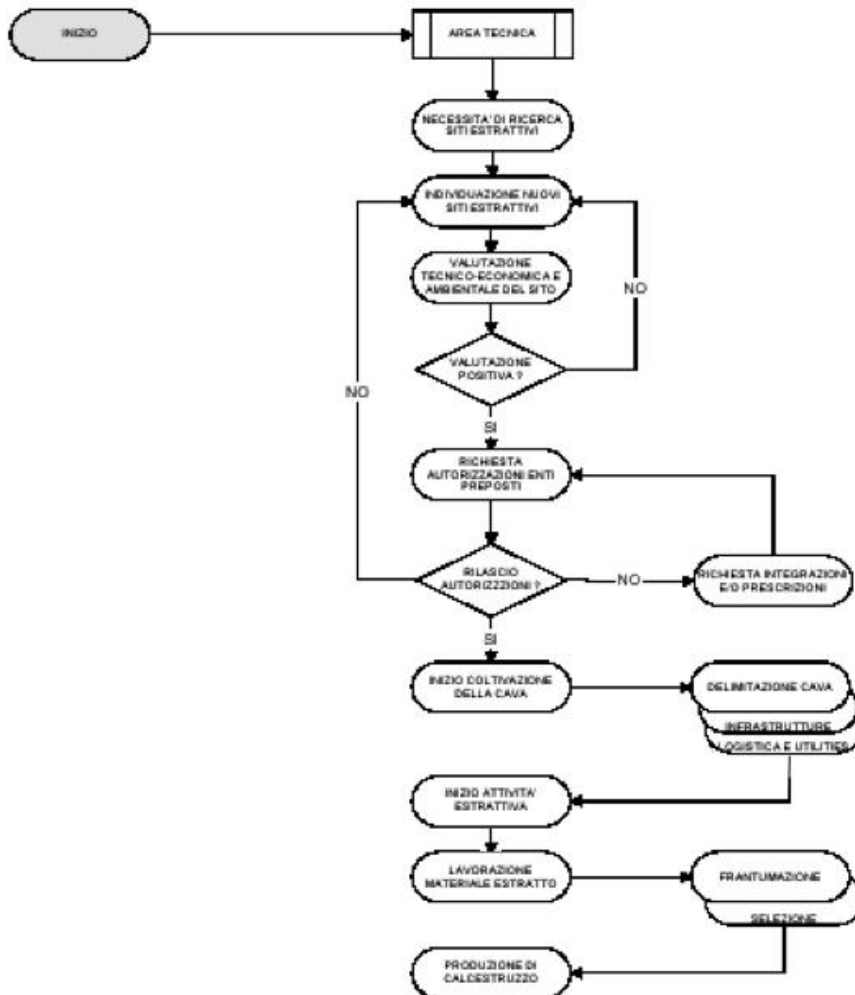 INIZIO
AREA TECNICA
NECESSITA' DI RICERCA
SITI ESTRATTIVI
INDIVIDUAZIONE NUOVI
SITI ESTRATTIVI
VALUTAZIONE
TECNICO-ECONOMICA E
AMBIENTALE DEL SITO
NO
VALUTAZIONE
POSITIVA ?
NO
SI
RICHIESTA
AUTORIZZAZIONI ENTI
PREPOSTI
RILASCIO
AUTORIZZZIONI ?
NO
RICHIESTA INTEGRAZIONI
E/O PRESCRIZIONI
SI
INIZIO COLTIVAZIONE
DELLA CAVA
DELIMITAZIONE CAVA
INFRASTRUTTURE
LOGISTICA E UTILITIES
INIZIO ATTIVITA'
ESTRATTIVA
LAVORAZIONE
MATERIALE ESTRATTO
FRANTUMAZIONE
SELEZIONE
PRODUZIONE DI
CALCESTRUZZO